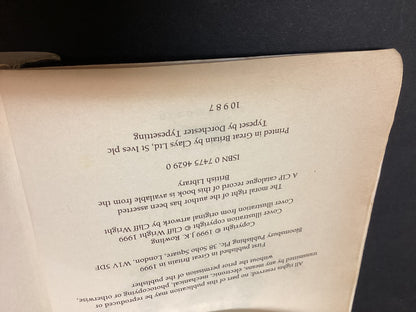 All rights reserved; no part of this publication may be reproduced or
transmitted by any means, electronic, mechanical, photocopying or otherwise,
without the prior permission of the publisher
First published in Great Britain in 1999
Bloomsbury Publishing Plc, 38 Soho Square, London, W1V 5DF
Copyright © 1999 J.K. Rowling
Cover illustration copyright © Cliff Wright 1999
Cover illustration from original artwork by Cliff Wright
The moral right of the author has been asserted
A CIP catalogue record of this book is available from the
British Library
ISBN 0 7475 4629 0
Printed in Great Britain by Clays Ltd, St Ives plc
Typeset by Dorchester Typesetting
10 9 8 7